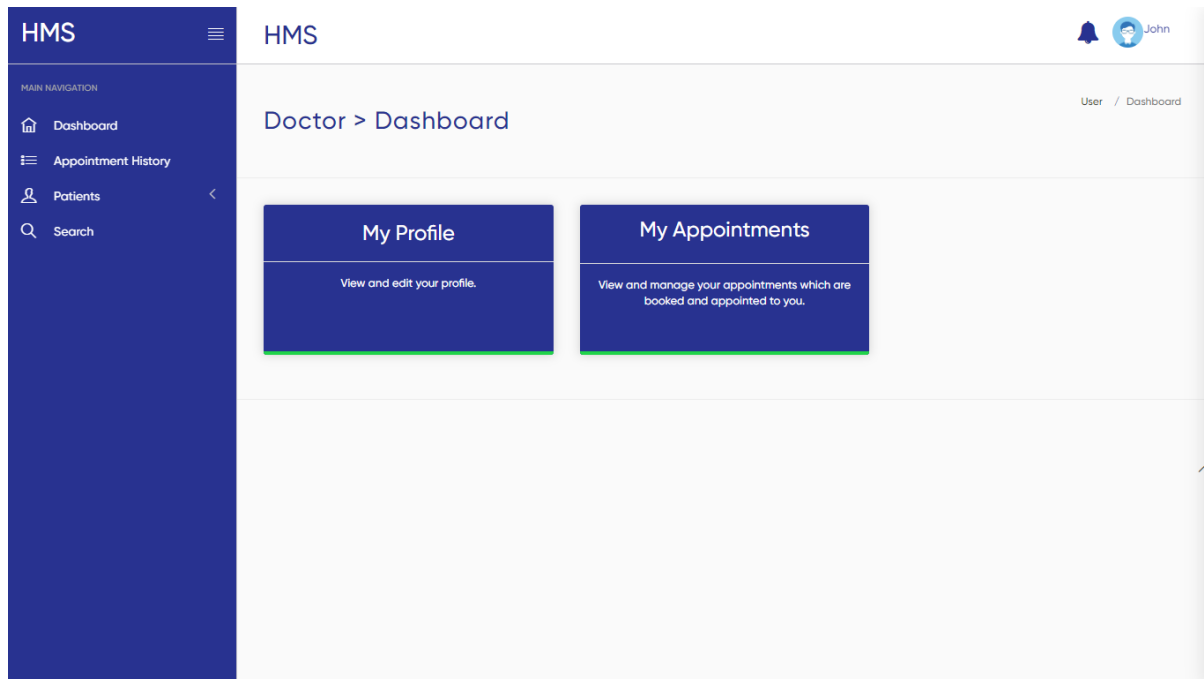 HMS
MAIN NAVIGATION
Dashboard
Appointment History
Patients
Search
HMS
John
Doctor > Dashboard
User / Dashboard
My Profile
View and edit your profile.
My Appointments
View and manage your appointments which are
booked and appointed to you.